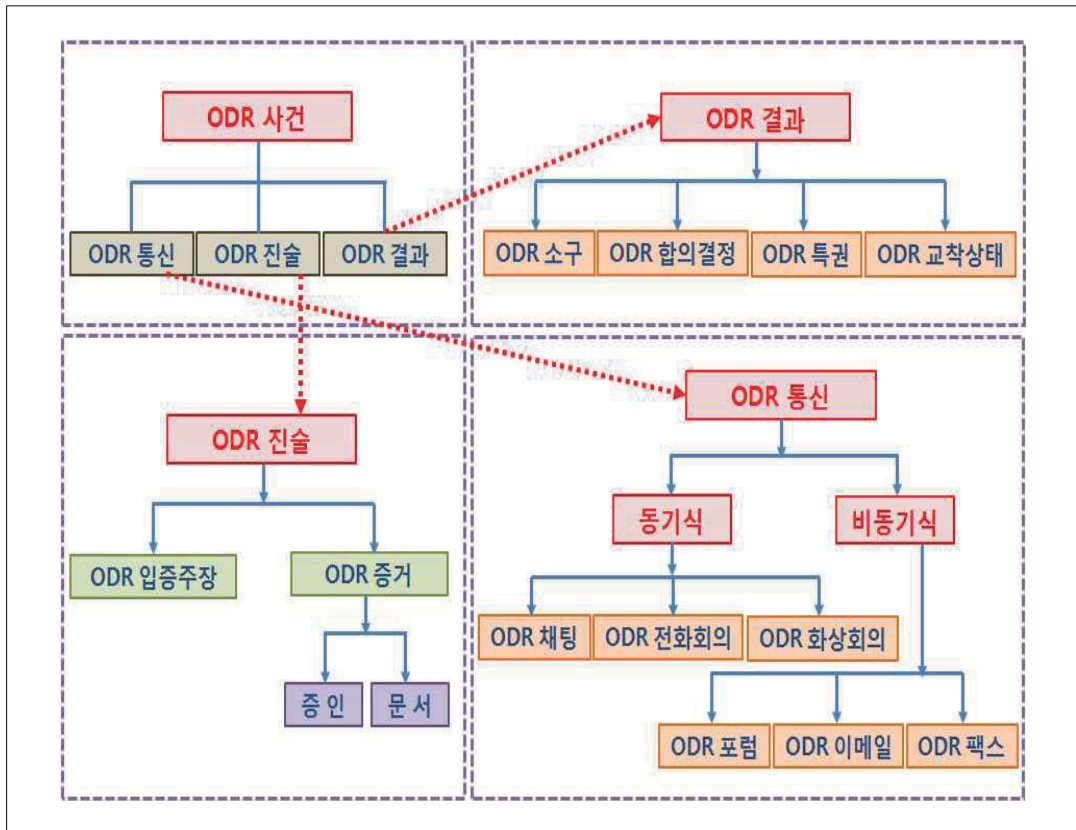 ODR 사건
ODR 통신
ODR 진술
ODR 결과
ODR 결과
ODR 소구
ODR 합의결정
ODR 특권
ODR 교착상태
ODR 진술
ODR 입증주장
ODR 증거
증 인
문 서
ODR 통신
동기식
비동기식
ODR 채팅
ODR 전화회의
ODR 화상회의
ODR 포럼
ODR 이메일
ODR 팩스